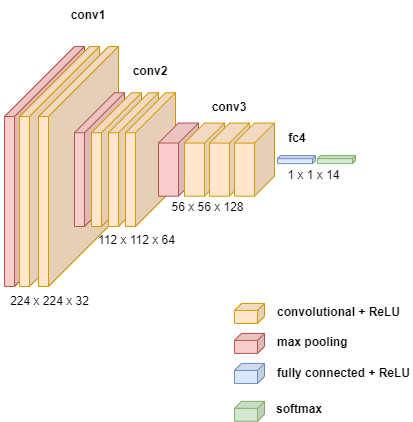 conv1
conv2
conv3
fc4
1 x 1 x 14
56 x 56 x 128
112 x 112 x 64
224 x 224 x 32
convolutional + ReLU
max pooling
fully connected + ReLU
softmax